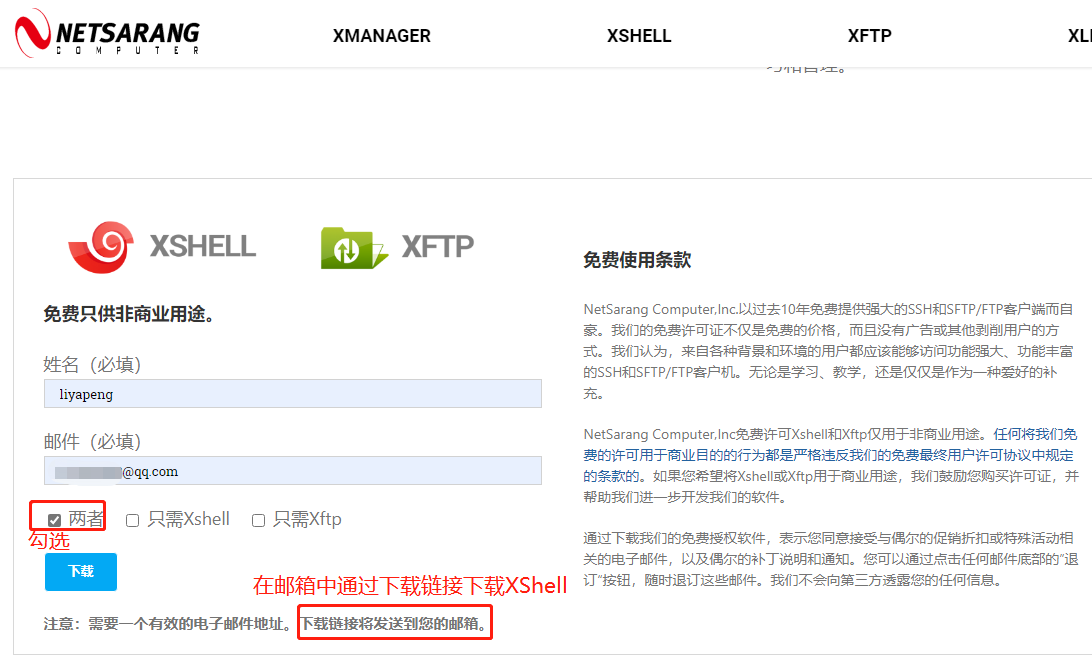 NETSARANG
COMPUTER
XMANAGER
XSHELL
XFTP
XL
习和管理。
XSHELL
XFTP
免费只供非商业用途。
姓名（必填）
liyapeng
邮件（必填）
@qq.com
两者
只需Xshell
只需Xftp
勾选
下载
在邮箱中通过下载链接下载XShell
注意：需要一个有效的电子邮件地址。下载链接将发送到您的邮箱。
免费使用条款
NetSarang Computer,Inc.以过去10年免费提供强大的SSH和SFTP/FTP客户端而自
豪。我们的免费许可证不仅是免费的价格，而且没有广告或其他剥削用户的方
式。我们认为，来自各种背景和环境的用户都应该能够访问功能强大、功能丰富
的SSH和SFTP/FTP客户机。无论是学习、教学，还是仅仅是作为一种爱好的补
充。
NetSarang Computer,Inc免费许可Xshell和Xftp仅用于非商业用途。任何将我们免
费的许可用于商业目的的行为都是严格违反我们的免费最终用户许可协议中规定
的条款的。如果您希望将Xshell或Xftp用于商业用途，我们鼓励您购买许可证，并
帮助我们进一步开发我们的软件。
通过下载我们的免费授权软件，表示您同意接受与偶尔的促销折扣或特殊活动相
关的电子邮件，以及偶尔的补丁说明和通知。您可以通过点击任何邮件底部的“退
订”按钮，随时退订这些邮件。我们不会向第三方透露您的任何信息。